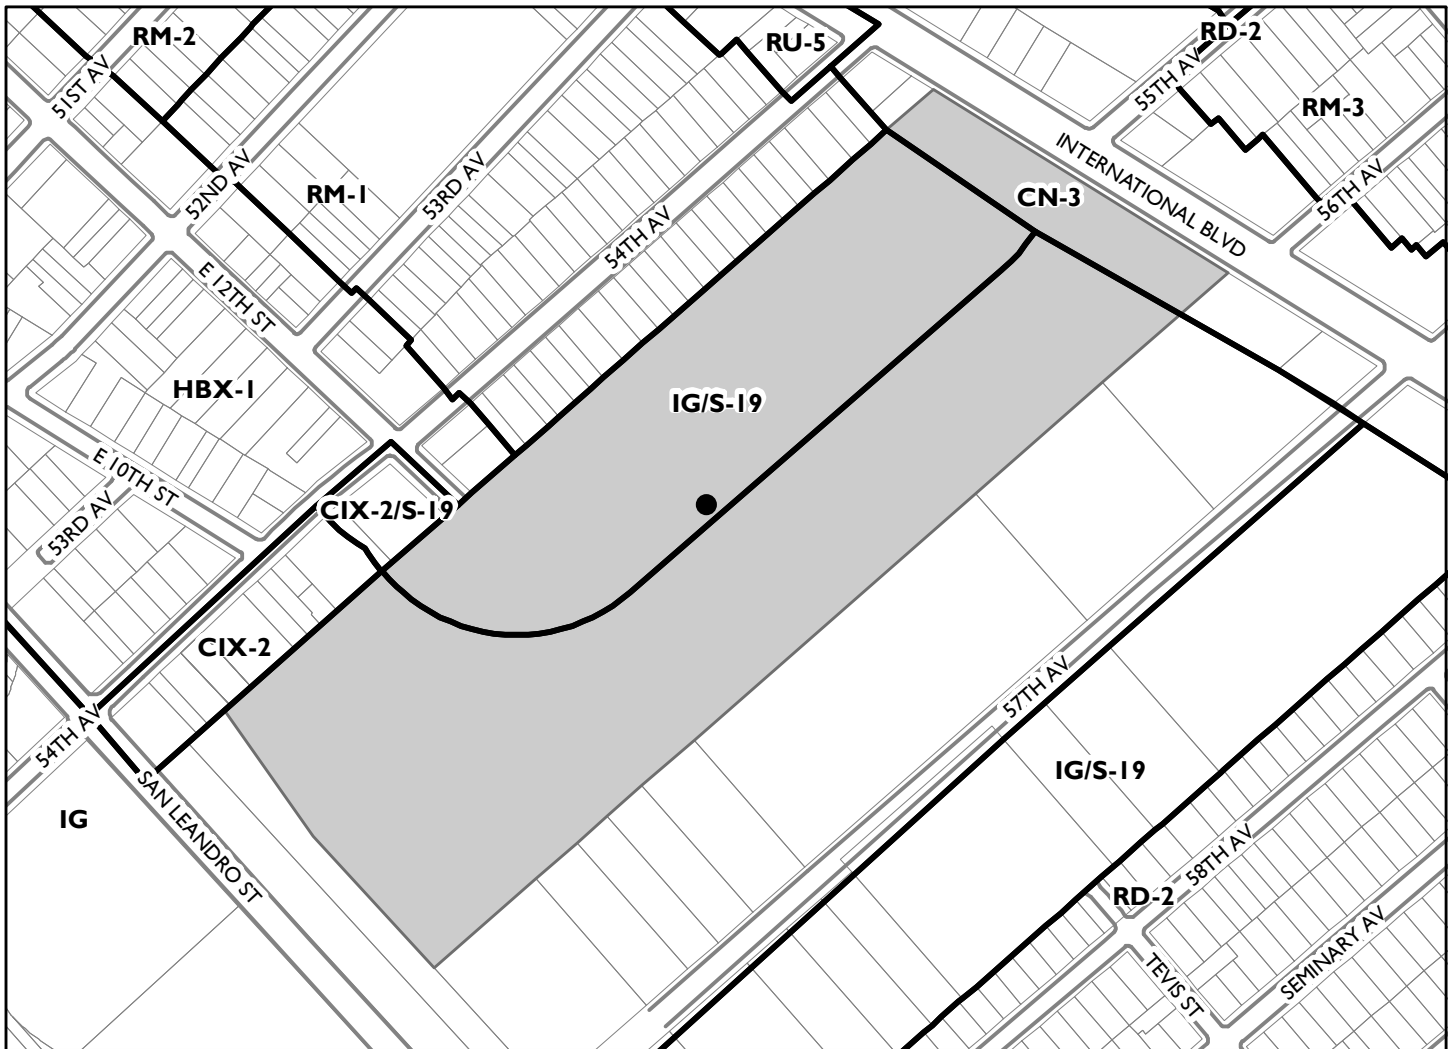 RM-2
RU-5
RD-2
51ST AV
55TH AV
RM-3
52ND AV
RM-1
53RD AV
INTERNATIONAL BLVD
CN-3
56TH AV
54TH AV
E 12TH ST
HBX-1
IG/S-19
E 10TH ST
53RD AV
CIX-2/S-19
CIX-2
57TH AV
54TH AV
IG
SAN LEANDRO ST
IG/S-19
58TH AV
RD-2
SEMINARY AV
TEVIS ST